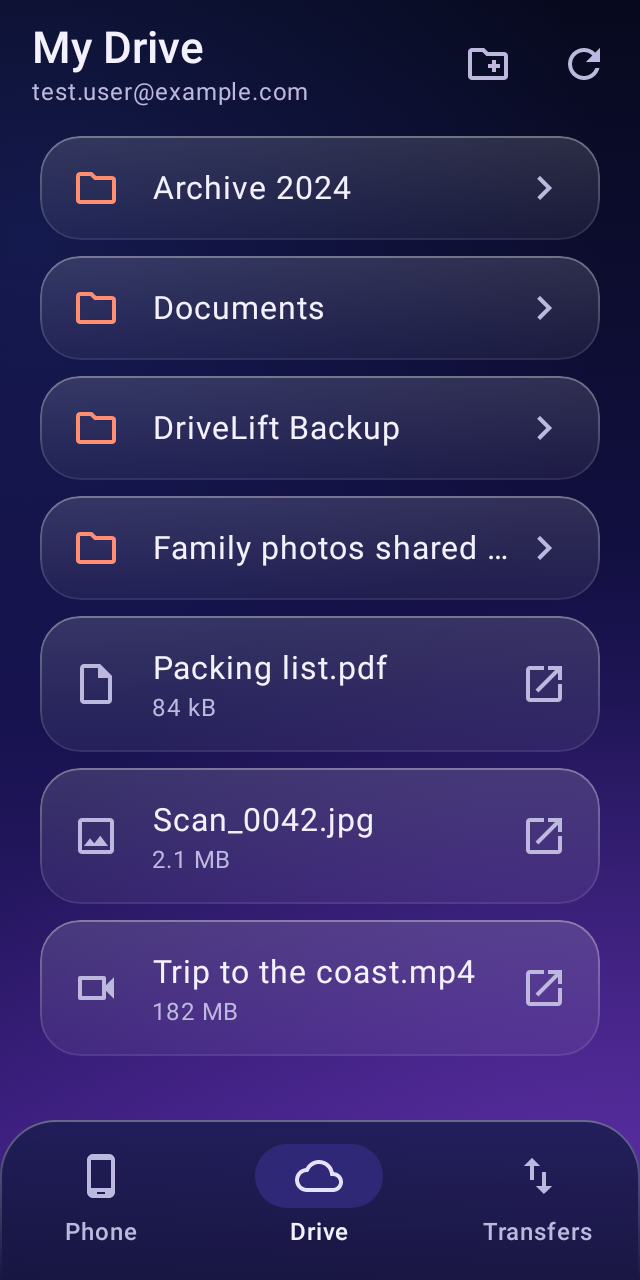 My Drive
test.user@example.com
Archive 2024
Documents
DriveLift Backup
Family photos shared …
Packing list.pdf
84 kB
Scan_0042.jpg
2.1 MB
Trip to the coast.mp4
182 MB
Phone
Drive
Transfers